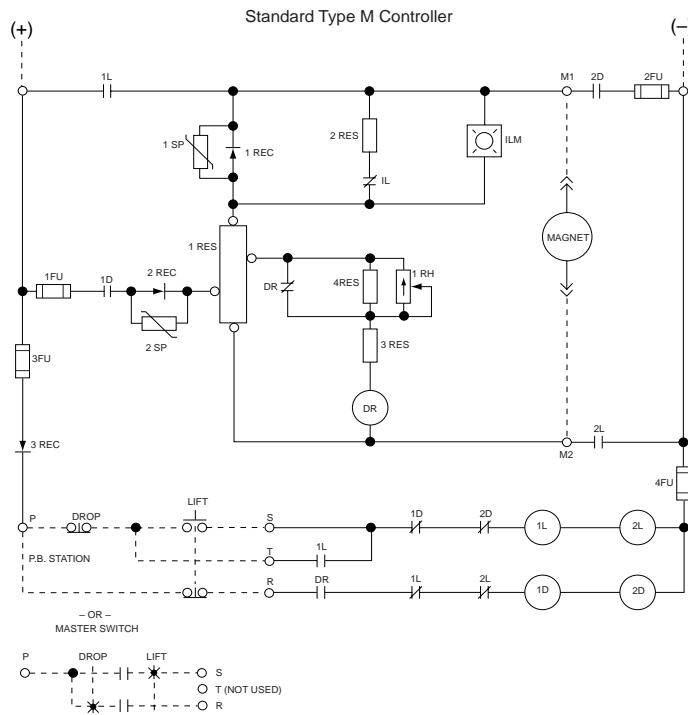 Standard Type M Controller
(+)
(–)
1L
M1
2D
2FU
1 SP
1 REC
2 RES
ILM
IL
1 RES
MAGNET
1FU
1D
2 REC
DR
4RES
1 RH
2 SP
3FU
3 RES
DR
3 REC
2L
M2
4FU
LIFT
P
DROP
S
1D
2D
1L
2L
P.B. STATION
T
1L
R
DR
1L
2L
1D
2D
– OR –
MASTER SWITCH
P
DROP
LIFT
S
T (NOT USED)
R